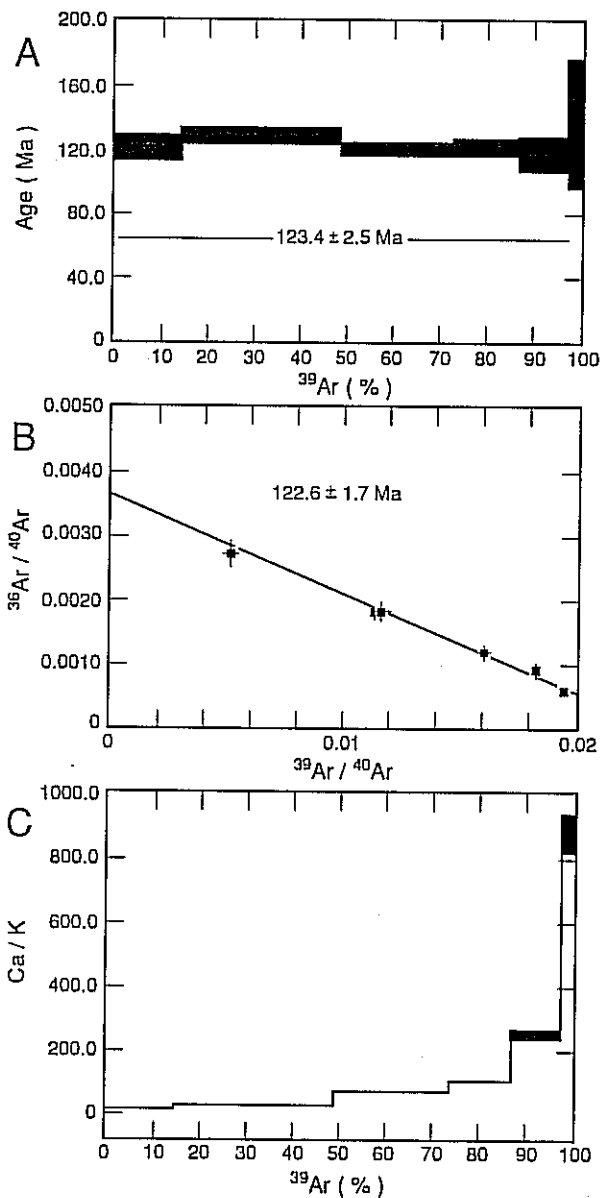 A
Age ( Ma )
200.0
160.0
120.0
80.0
40.0
0
123.4 ± 2.5 Ma
0 10 20 30 40 50 60 70 80 90 100
³⁹Ar ( % )
B
³⁶Ar / ⁴⁰Ar
0.0050
0.0040
0.0030
0.0020
0.0010
0
122.6 ± 1.7 Ma
0 0.01 0.02
³⁹Ar / ⁴⁰Ar
C
Ca / K
1000.0
800.0
600.0
400.0
200.0
0
0 10 20 30 40 50 60 70 80 90 100
³⁹Ar ( % )